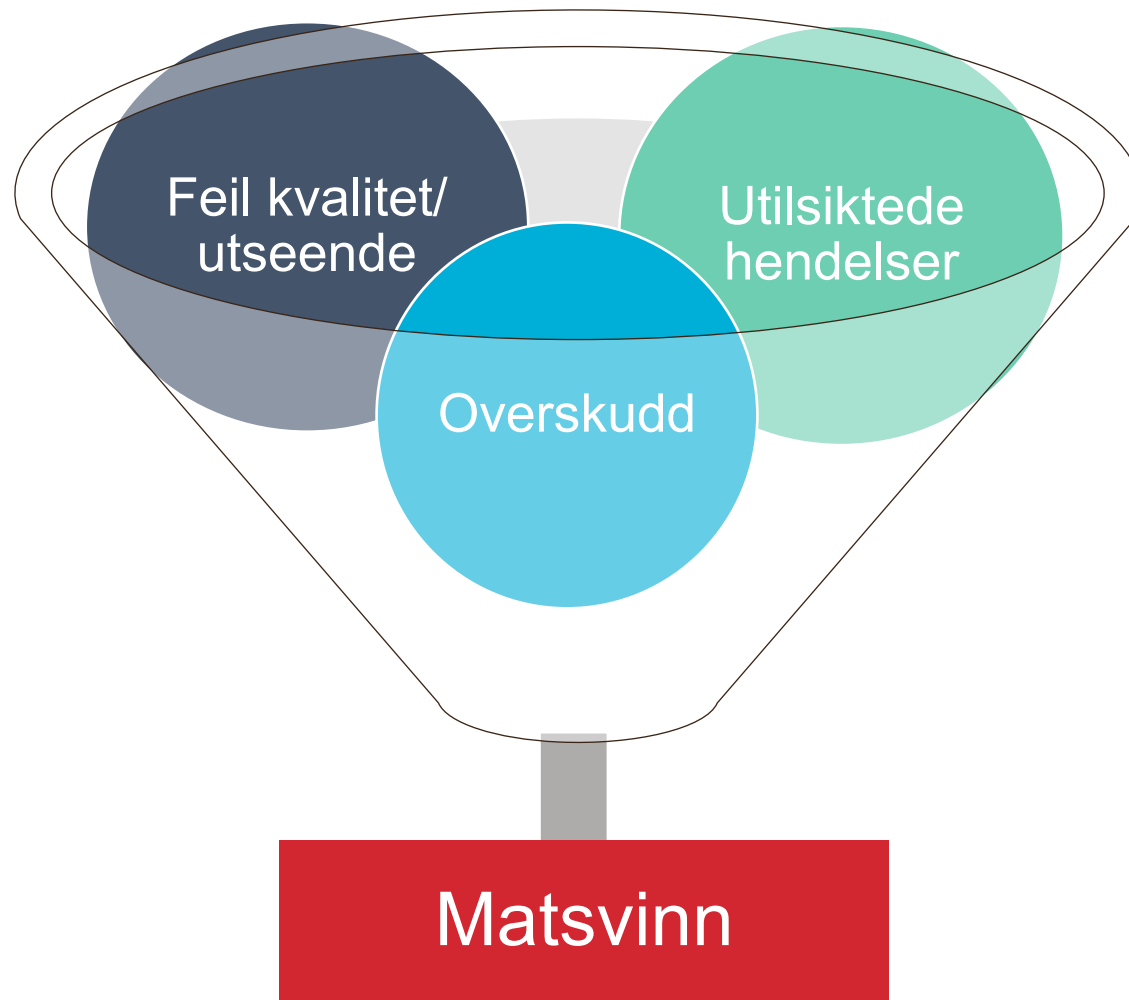 Feil kvalitet/
utseende
Utilsiktede
hendelser
Overskudd
Matsvinn